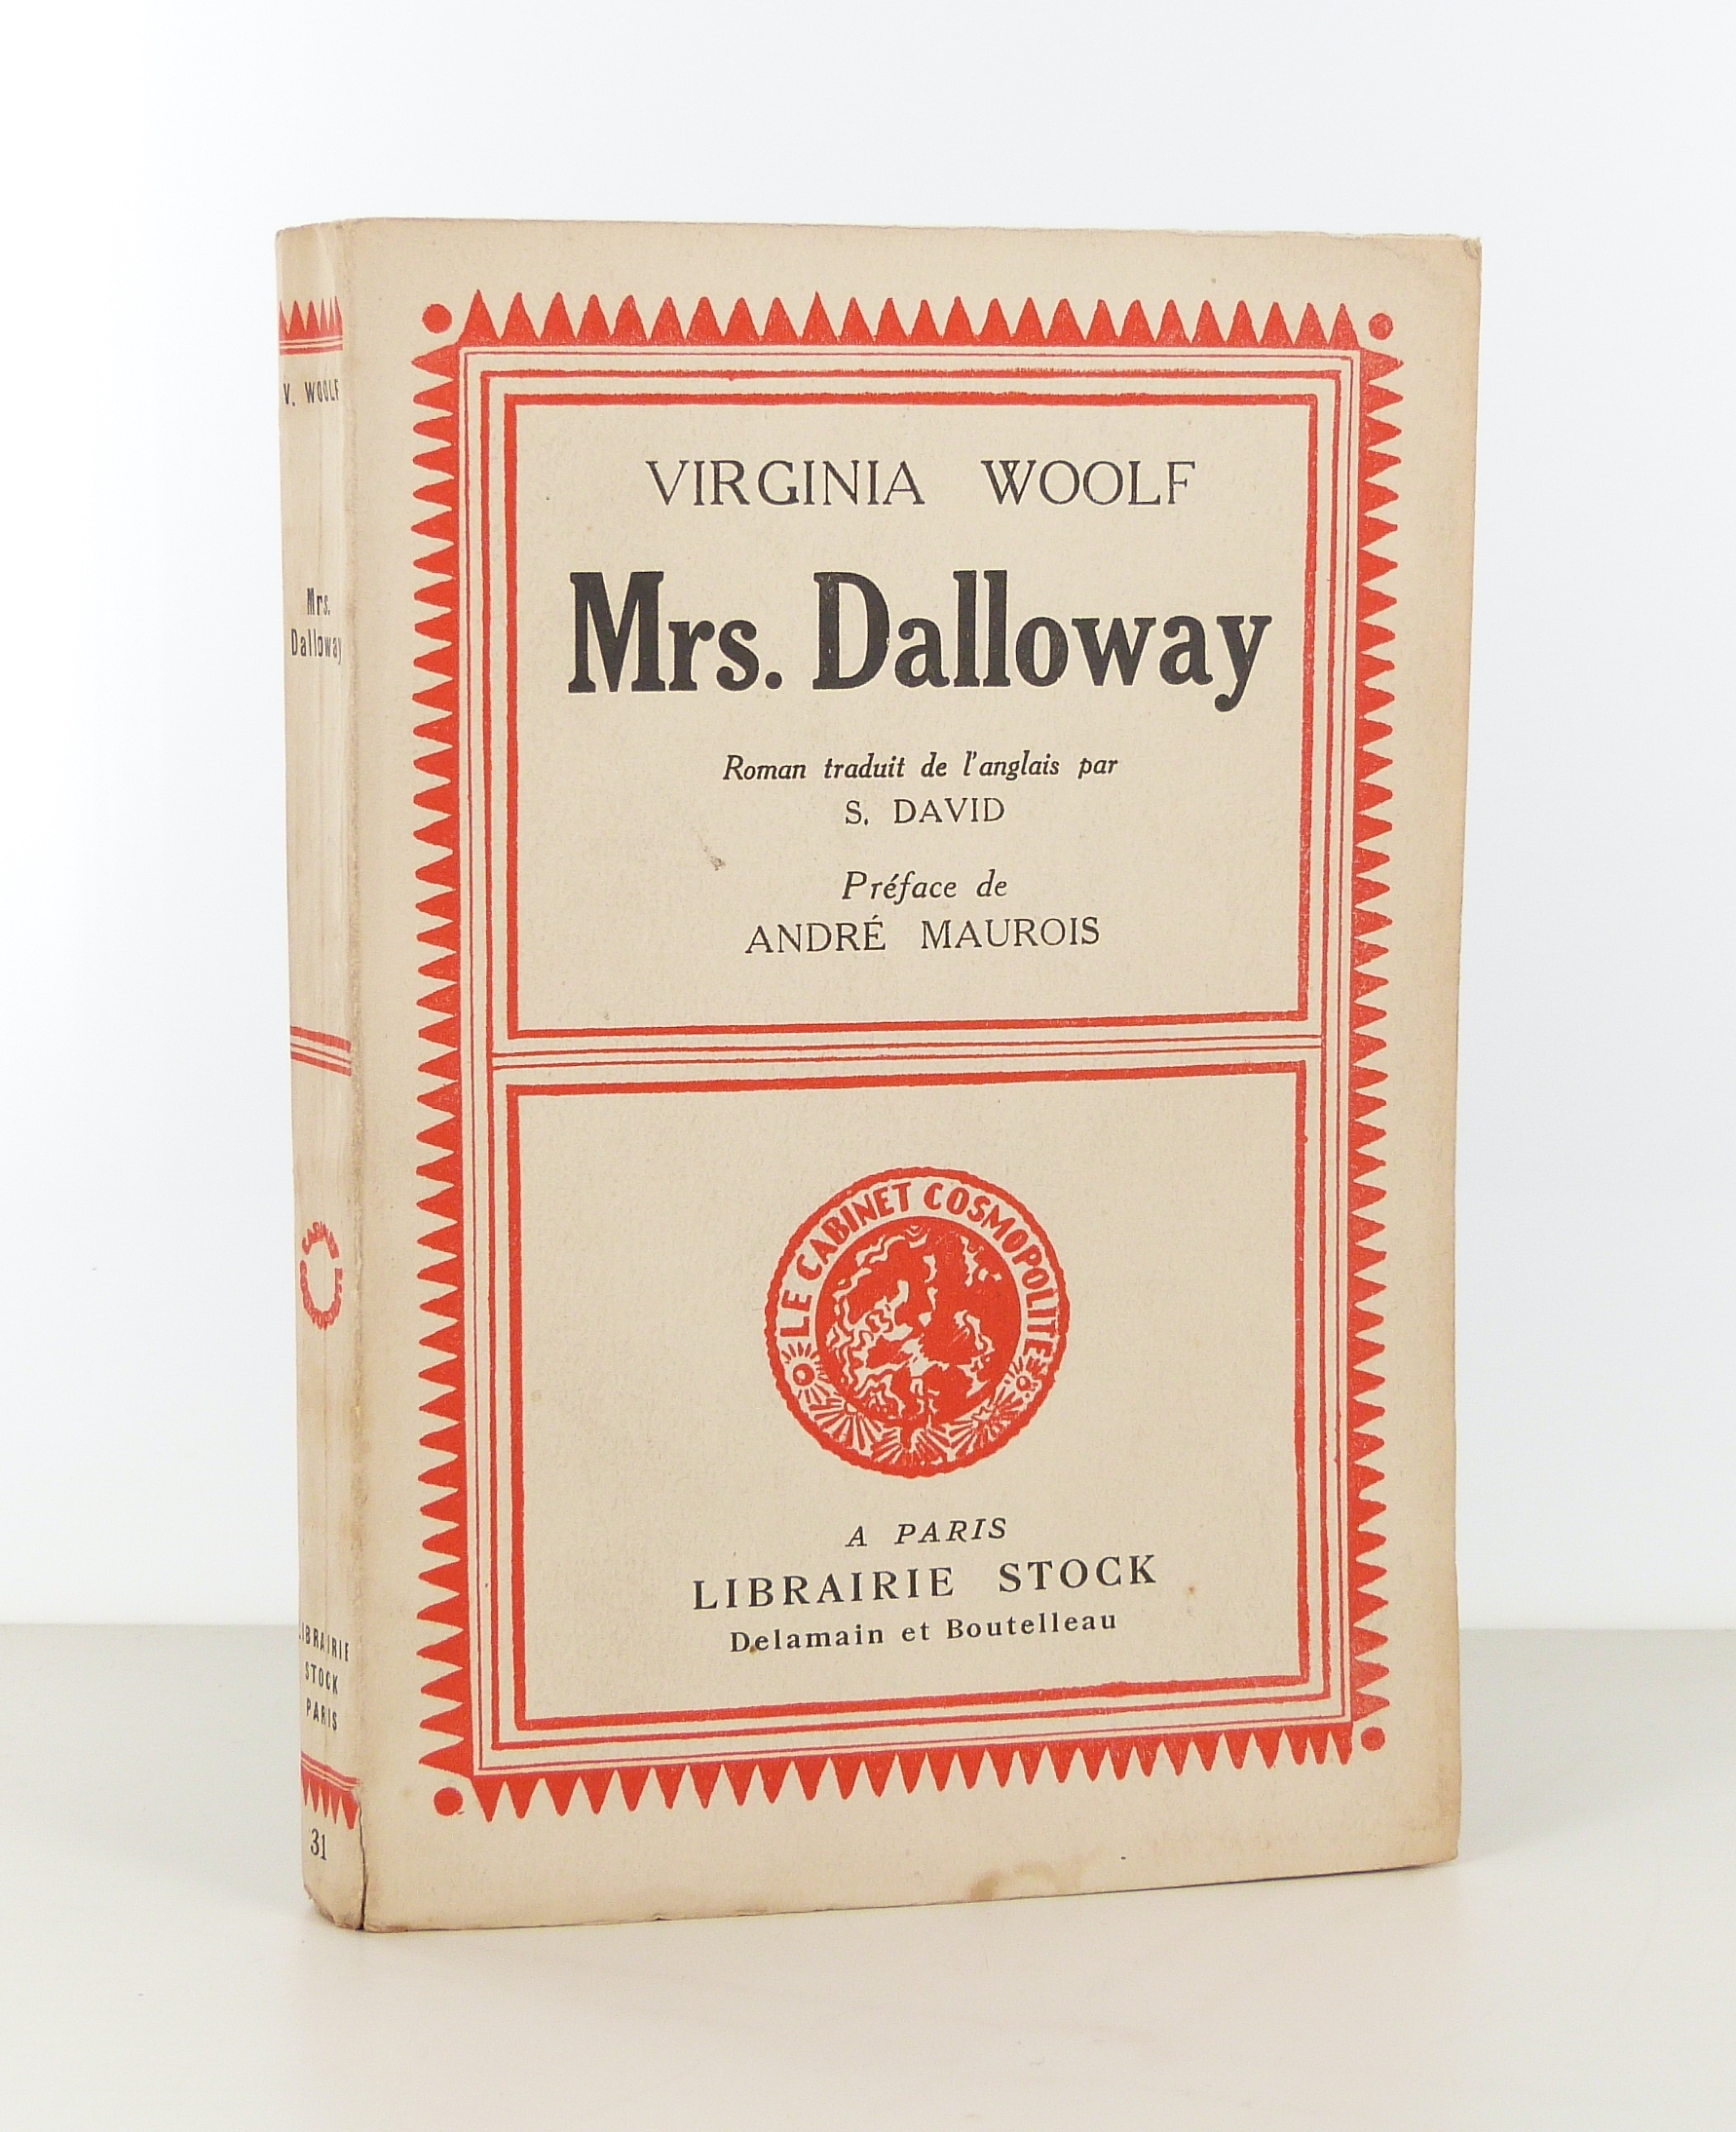 V. WOOLF
Mrs.
Dalloway
CABINET
LIBRAIRIE
STOCK
PARIS
31
VIRGINIA WOOLF
Mrs. Dalloway
Roman traduit de l'anglais par
S. DAVID
Préface de
ANDRÉ MAUROIS
LE CABINET COSMOPOLITE
A PARIS
LIBRAIRIE STOCK
Delamain et Boutelleau